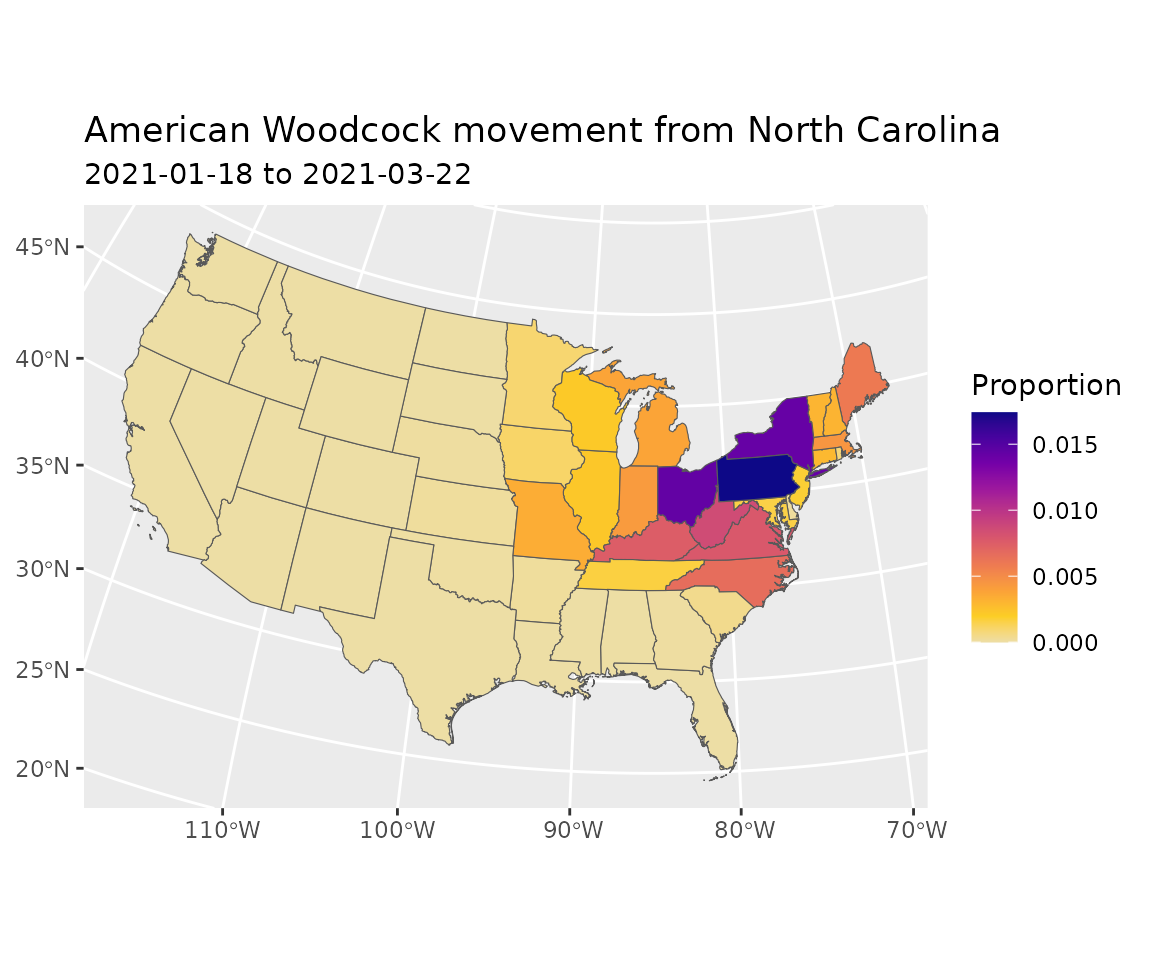 American Woodcock movement from North Carolina
2021-01-18 to 2021-03-22
45°N
40°N
35°N
30°N
25°N
20°N
110°W 100°W 90°W 80°W 70°W
Proportion
0.015
0.010
0.005
0.000